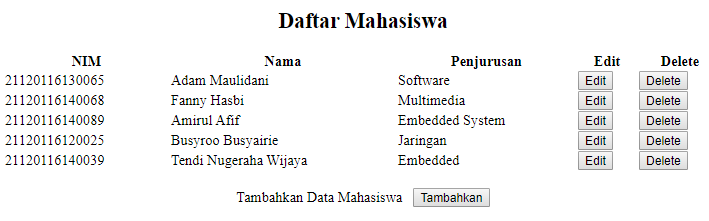 Daftar Mahasiswa
NIM Nama Penjurusan Edit Delete
21120116130065 Adam Maulidani Software Edit Delete
21120116140068 Fanny Hasbi Multimedia Edit Delete
21120116140089 Amirul Afif Embedded System Edit Delete
21120116120025 Busyroo Busyairie Jaringan Edit Delete
21120116140039 Tendi Nugeraha Wijaya Embedded Edit Delete
Tambahkan Data Mahasiswa Tambahkan